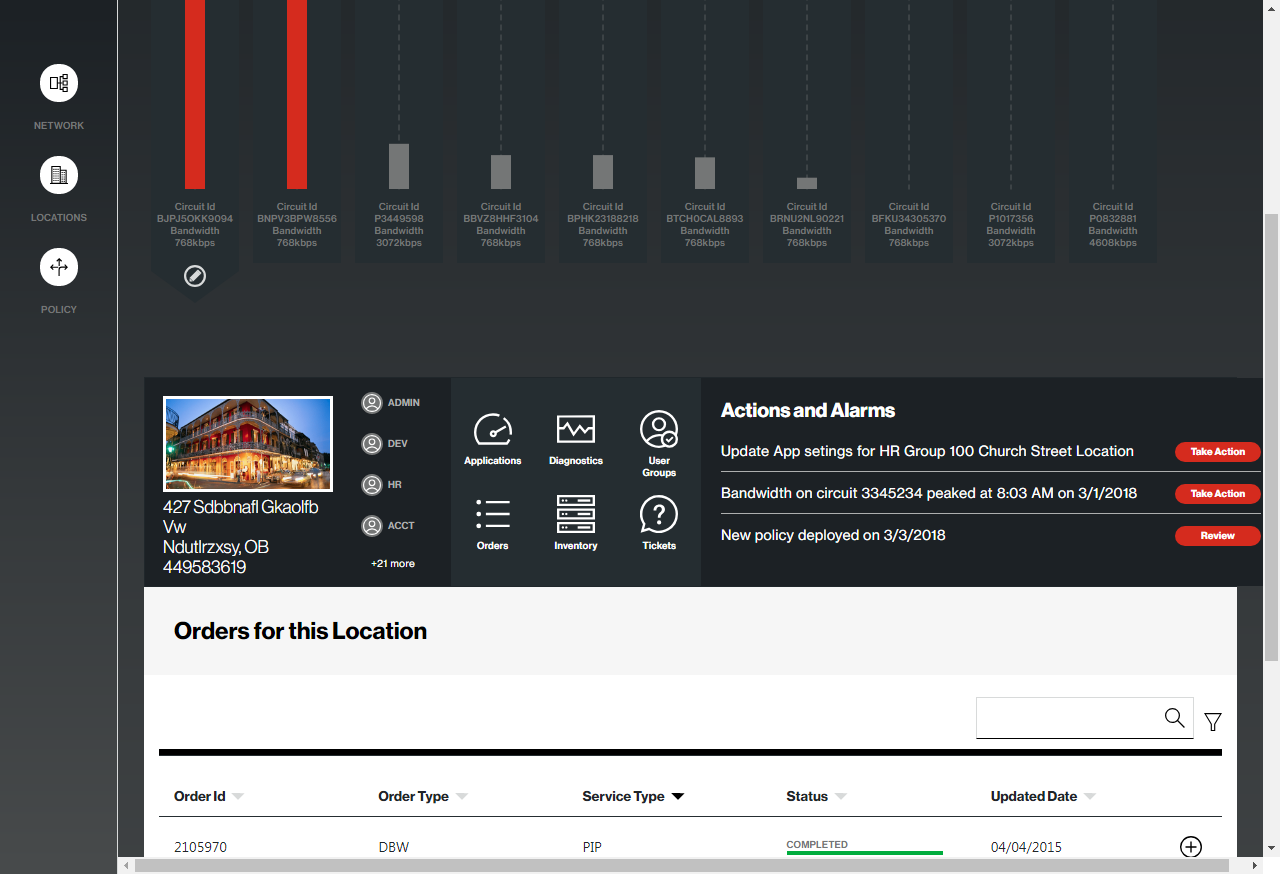 NETWORK
LOCATIONS
POLICY
Circuit Id
BJPJ5OKK9094
Bandwidth
768kbps
Circuit Id
BNPV3BPW8556
Bandwidth
768kbps
Circuit Id
P3449598
Bandwidth
3072kbps
Circuit Id
BBVZ8HHF3104
Bandwidth
768kbps
Circuit Id
BPHK23188218
Bandwidth
768kbps
Circuit Id
BTCH0CAL8893
Bandwidth
768kbps
Circuit Id
BRNU2NL90221
Bandwidth
768kbps
Circuit Id
BFKU34305370
Bandwidth
768kbps
Circuit Id
P1017356
Bandwidth
3072kbps
Circuit Id
P0832881
Bandwidth
4608kbps
427 Sdbbnafl Gkaolfb
Vw
Ndutlrzxsy, OB
449583619
ADMIN
DEV
HR
ACCT
+21 more
Applications
Diagnostics
User
Groups
Orders
Inventory
Tickets
Actions and Alarms
Update App setings for HR Group 100 Church Street Location
Take Action
Bandwidth on circuit 3345234 peaked at 8:03 AM on 3/1/2018
Take Action
New policy deployed on 3/3/2018
Review
Orders for this Location
Order Id
Order Type
Service Type
Status
Updated Date
2105970
DBW
PIP
COMPLETED
04/04/2015